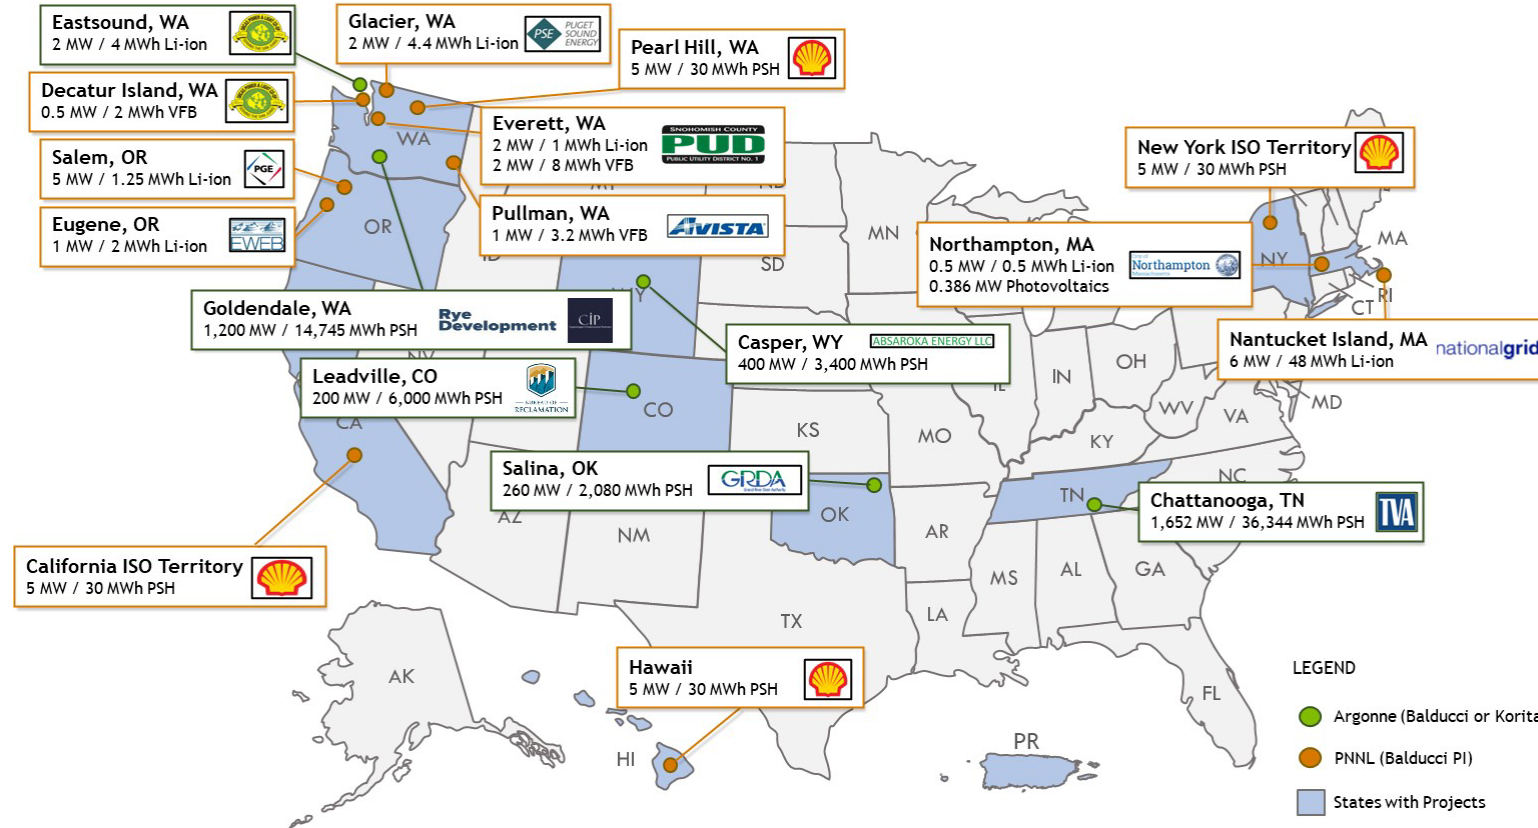 Eastsound, WA
2 MW / 4 MWh Li-ion
Glacier, WA
2 MW / 4.4 MWh Li-ion
PSE
PUGET
SOUND
ENERGY
Pearl Hill, WA
5 MW / 30 MWh PSH
Decatur Island, WA
0.5 MW / 2 MWh VFB
Everett, WA
2 MW / 1 MWh Li-ion
2 MW / 8 MWh VFB
SNOHOMISH COUNTY
PUD
PUBLIC UTILITY DISTRICT NO. 1
Salem, OR
5 MW / 1.25 MWh Li-ion
PGE
Eugene, OR
1 MW / 2 MWh Li-ion
EWEB
Pullman, WA
1 MW / 3.2 MWh VFB
AVISTA
New York ISO Territory
5 MW / 30 MWh PSH
Northampton, MA
0.5 MW / 0.5 MWh Li-ion
0.386 MW Photovoltaics
Northampton
Goldendale, WA
1,200 MW / 14,745 MWh PSH
Rye
Development
CIP
Casper, WY
400 MW / 3,400 MWh PSH
ABSAROKA ENERGY LLC
Nantucket Island, MA
6 MW / 48 MWh Li-ion
nationalgrid
Leadville, CO
200 MW / 6,000 MWh PSH
RECLAMATION
Salina, OK
260 MW / 2,080 MWh PSH
GRDA
Chattanooga, TN
1,652 MW / 36,344 MWh PSH
TVA
California ISO Territory
5 MW / 30 MWh PSH
Hawaii
5 MW / 30 MWh PSH
WA
OR
ID
MT
ND
SD
MN
WY
NV
CA
CO
KS
MO
IL
IN
OH
KY
WV
VA
MD
NY
MA
RI
CT
AZ
NM
OK
AR
TN
NC
MS
AL
GA
LA
TX
FL
AK
HI
PR
LEGEND
Argonne (Balducci or Korita
PNNL (Balducci PI)
States with Projects